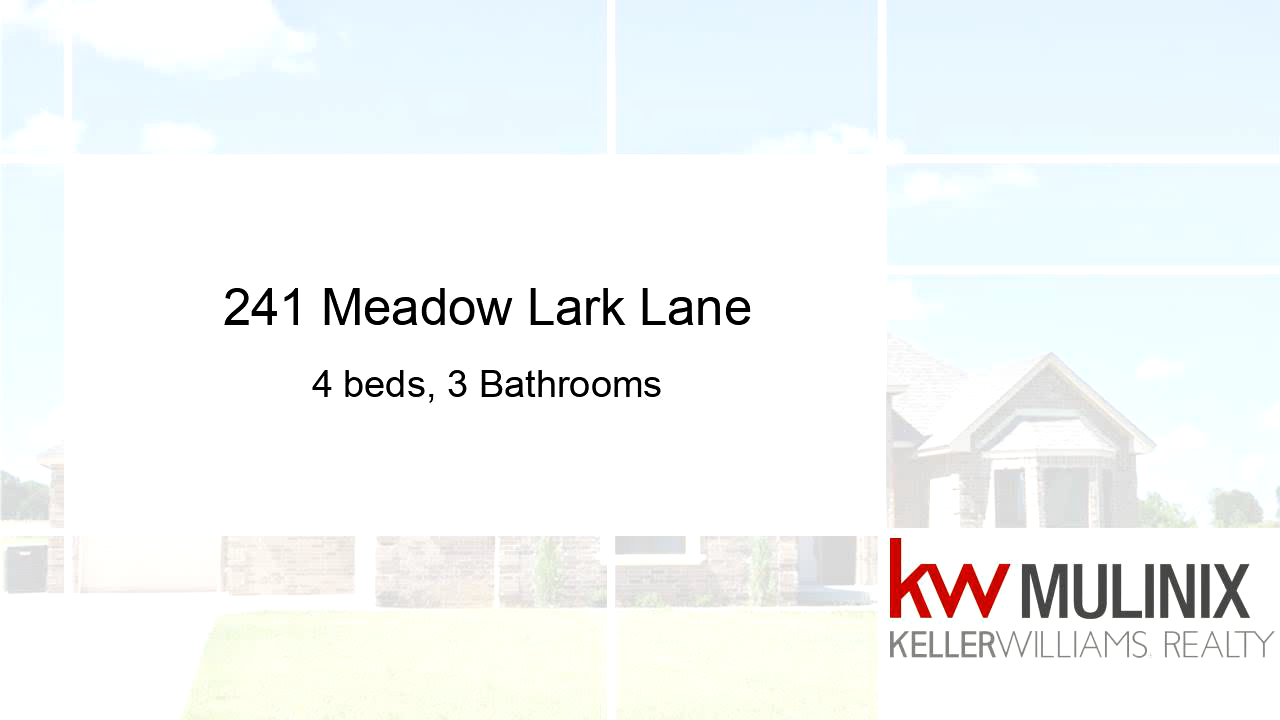 241 Meadow Lark Lane
4 beds, 3 Bathrooms
kw MULINIX
KELLERWILLIAMS. REALTY